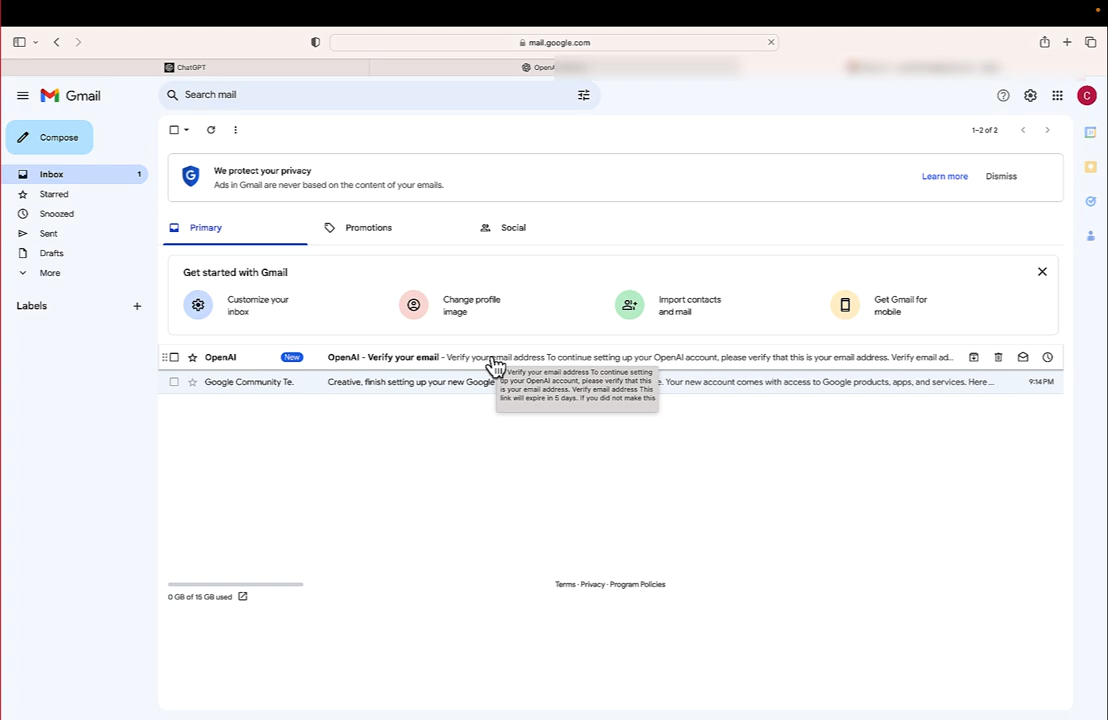 mail.google.com
ChatGPT
OpenA
Gmail
Search mail
C
Compose
1–2 of 2
Inbox 1
Starred
Snoozed
Sent
Drafts
More
Labels
We protect your privacy
Ads in Gmail are never based on the content of your emails.
Learn more
Dismiss
Primary
Promotions
Social
Get started with Gmail
Customize your
inbox
Change profile
image
Import contacts
and mail
Get Gmail for
mobile
OpenAI New OpenAI - Verify your email - Verify your email address To continue setting up your OpenAI account, please verify that this is your email address. Verify email ad...
Google Community Te. Creative, finish setting up your new Google e. Your new account comes with access to Google products, apps, and services. Here ... 9:14 PM
Verify your email address To continue setting
up your OpenAI account, please verify that this
is your email address. Verify email address This
link will expire in 5 days. If you did not make this
Terms · Privacy · Program Policies
0 GB of 15 GB used